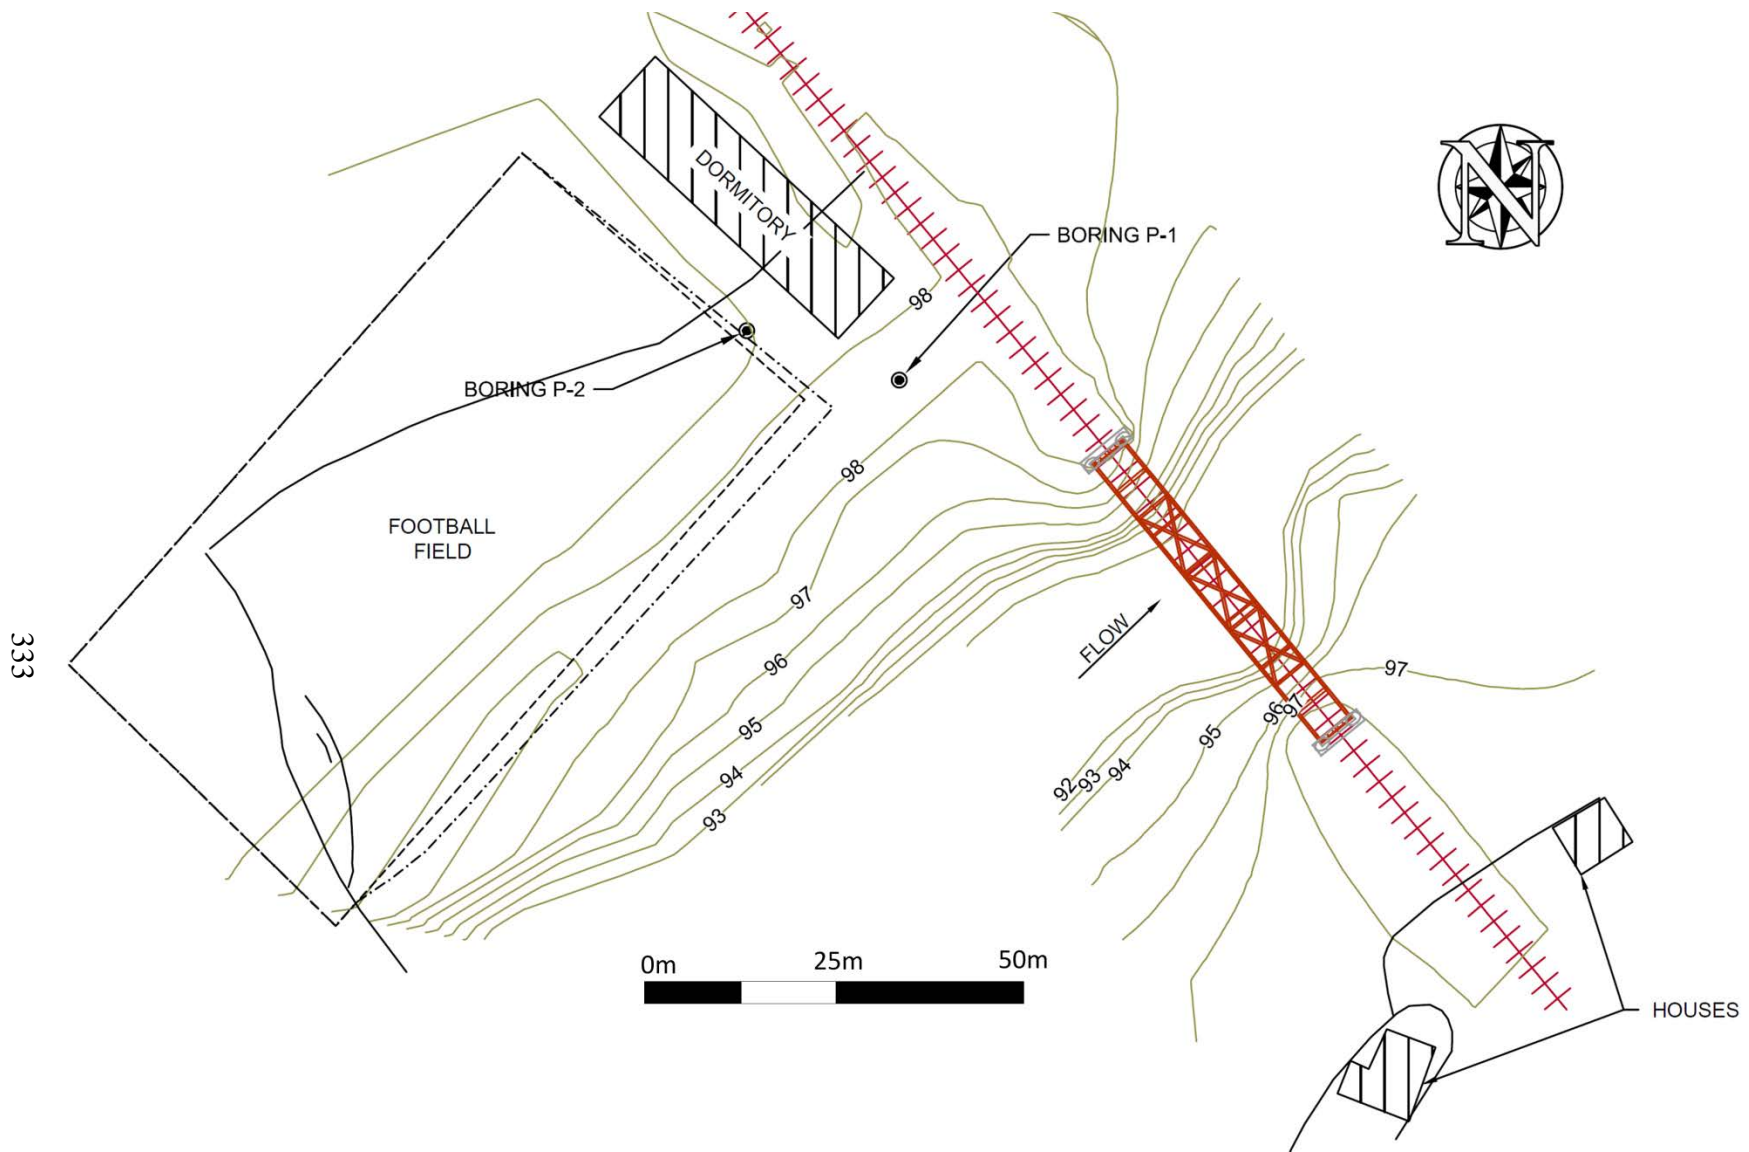 DORMITORY
N
BORING P-1
98
BORING P-2
98
FOOTBALL
FIELD
97
FLOW
333
96
97
96
97
95
95
94
94
93
92
93
0m
25m
50m
HOUSES